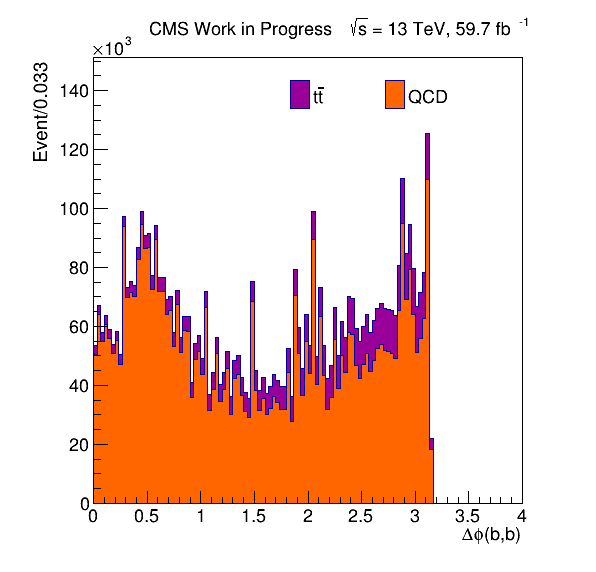 CMS Work in Progress √s = 13 TeV, 59.7 fb⁻¹
×10³
Event/0.033
tt̄
QCD
140
120
100
80
60
40
20
0
0 0.5 1 1.5 2 2.5 3 3.5 4
Δϕ(b,b)